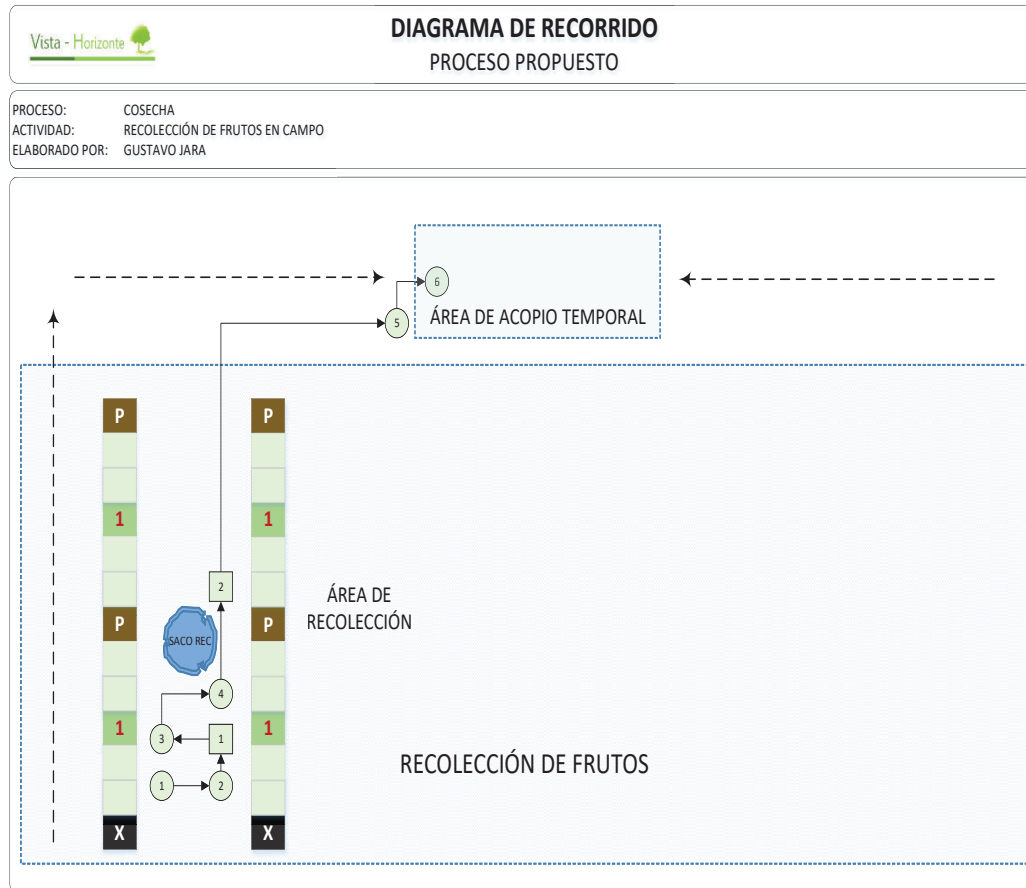 Vista - Horizonte
DIAGRAMA DE RECORRIDO
PROCESO PROPUESTO
PROCESO: COSECHA
ACTIVIDAD: RECOLECCIÓN DE FRUTOS EN CAMPO
ELABORADO POR: GUSTAVO JARA
6
5
ÁREA DE ACOPIO TEMPORAL
P P
1 1
2
ÁREA DE
RECOLECCIÓN
P P
SACO REC
4
1 1
3 1
RECOLECCIÓN DE FRUTOS
1 2
X X